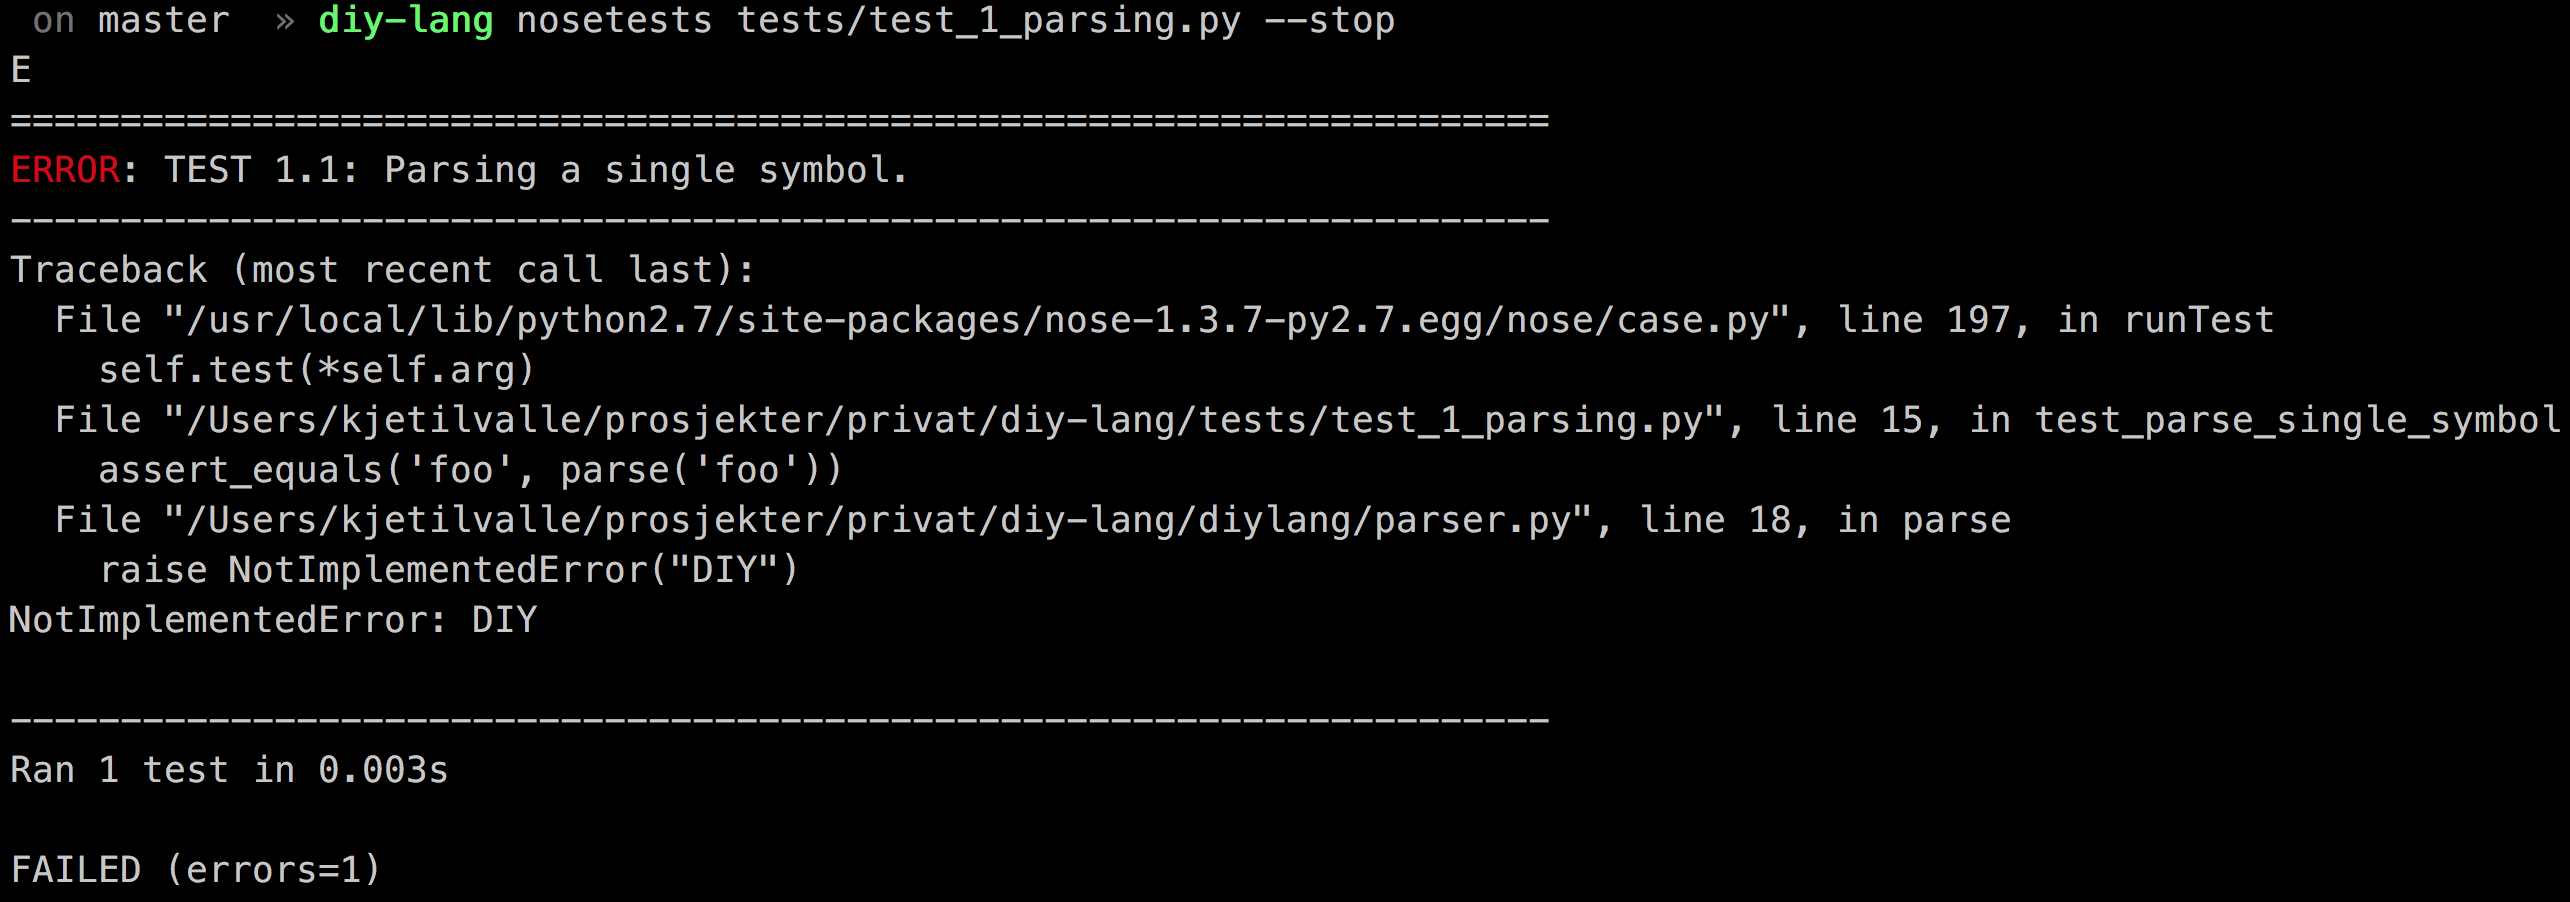 on master » diy-lang nosetests tests/test_1_parsing.py --stop
E
======================================================================
ERROR: TEST 1.1: Parsing a single symbol.
----------------------------------------------------------------------
Traceback (most recent call last):
  File "/usr/local/lib/python2.7/site-packages/nose-1.3.7-py2.7.egg/nose/case.py", line 197, in runTest
    self.test(*self.arg)
  File "/Users/kjetilvalle/prosjekter/privat/diy-lang/tests/test_1_parsing.py", line 15, in test_parse_single_symbol
    assert_equals('foo', parse('foo'))
  File "/Users/kjetilvalle/prosjekter/privat/diy-lang/diylang/parser.py", line 18, in parse
    raise NotImplementedError("DIY")
NotImplementedError: DIY
----------------------------------------------------------------------
Ran 1 test in 0.003s
FAILED (errors=1)